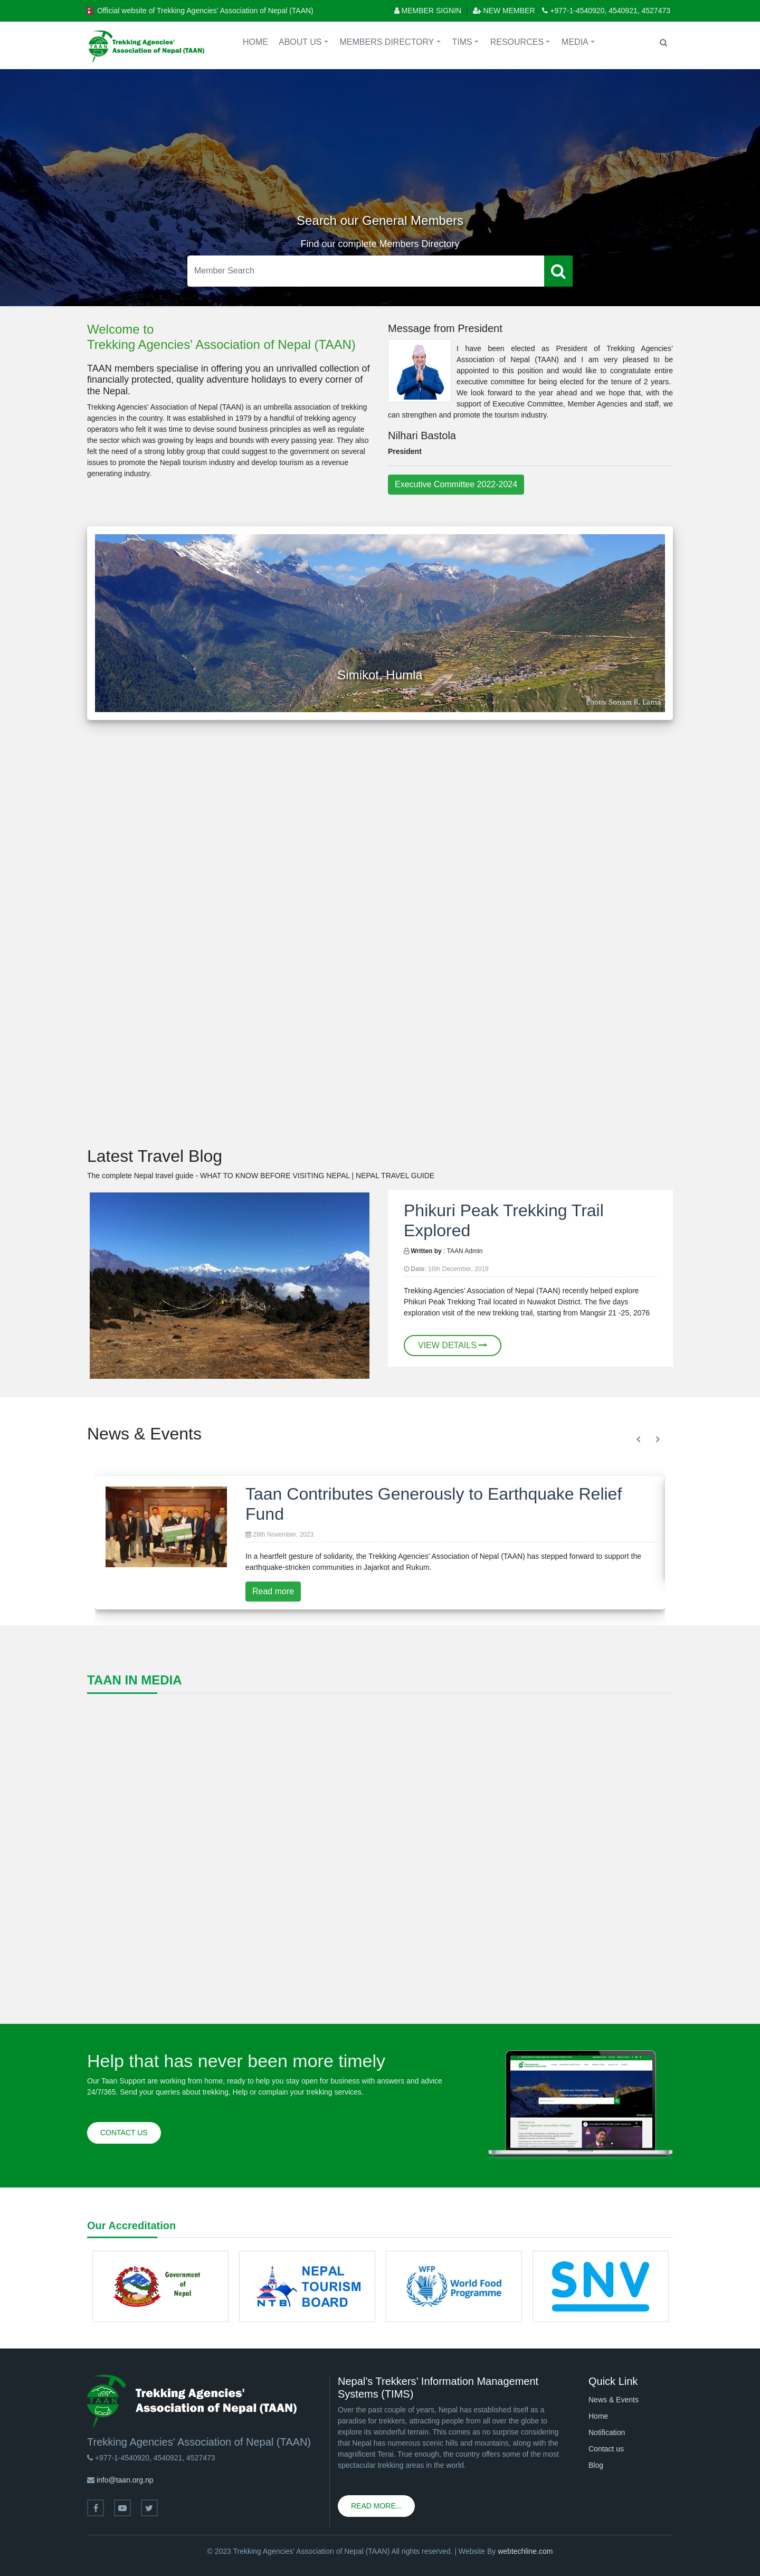 Official website of Trekking Agencies' Association of Nepal (TAAN)
MEMBER SIGNIN | NEW MEMBER +977-1-4540920, 4540921, 4527473
Trekking Agencies'
Association of Nepal (TAAN)
HOME ABOUT US MEMBERS DIRECTORY TIMS RESOURCES MEDIA
Search our General Members
Find our complete Members Directory
Member Search
Welcome to
Trekking Agencies' Association of Nepal (TAAN)
TAAN members specialise in offering you an unrivalled collection of
financially protected, quality adventure holidays to every corner of
the Nepal.
Trekking Agencies' Association of Nepal (TAAN) is an umbrella association of trekking
agencies in the country. It was established in 1979 by a handful of trekking agency
operators who felt it was time to devise sound business principles as well as regulate
the sector which was growing by leaps and bounds with every passing year. They also
felt the need of a strong lobby group that could suggest to the government on several
issues to promote the Nepali tourism industry and develop tourism as a revenue
generating industry.
Message from President
I have been elected as President of Trekking Agencies'
Association of Nepal (TAAN) and I am very pleased to be
appointed to this position and would like to congratulate entire
executive committee for being elected for the tenure of 2 years.
We look forward to the year ahead and we hope that, with the
support of Executive Committee, Member Agencies and staff, we
can strengthen and promote the tourism industry.
Nilhari Bastola
President
Executive Committee 2022-2024
Simikot, Humla
Photo: Sonam R. Lama
Latest Travel Blog
The complete Nepal travel guide - WHAT TO KNOW BEFORE VISITING NEPAL | NEPAL TRAVEL GUIDE
Phikuri Peak Trekking Trail
Explored
Written by : TAAN Admin
Date: 16th December, 2019
Trekking Agencies' Association of Nepal (TAAN) recently helped explore
Phikuri Peak Trekking Trail located in Nuwakot District. The five days
exploration visit of the new trekking trail, starting from Mangsir 21 -25, 2076
VIEW DETAILS
News & Events
Taan Contributes Generously to Earthquake Relief
Fund
28th November, 2023
In a heartfelt gesture of solidarity, the Trekking Agencies' Association of Nepal (TAAN) has stepped forward to support the
earthquake-stricken communities in Jajarkot and Rukum.
Read more
TAAN IN MEDIA
Help that has never been more timely
Our Taan Support are working from home, ready to help you stay open for business with answers and advice
24/7/365. Send your queries about trekking, Help or complain your trekking services.
CONTACT US
Our Accreditation
Government
of
Nepal
NTB
NEPAL
TOURISM
BOARD
WFP
World Food
Programme
SNV
TAAN
Trekking Agencies'
Association of Nepal (TAAN)
Trekking Agencies' Association of Nepal (TAAN)
+977-1-4540920, 4540921, 4527473
info@taan.org.np
Nepal's Trekkers' Information Management
Systems (TIMS)
Over the past couple of years, Nepal has established itself as a
paradise for trekkers, attracting people from all over the globe to
explore its wonderful terrain. This comes as no surprise considering
that Nepal has numerous scenic hills and mountains, along with the
magnificent Terai. True enough, the country offers some of the most
spectacular trekking areas in the world.
READ MORE...
Quick Link
News & Events
Home
Notification
Contact us
Blog
© 2023 Trekking Agencies' Association of Nepal (TAAN) All rights reserved. | Website By webtechline.com